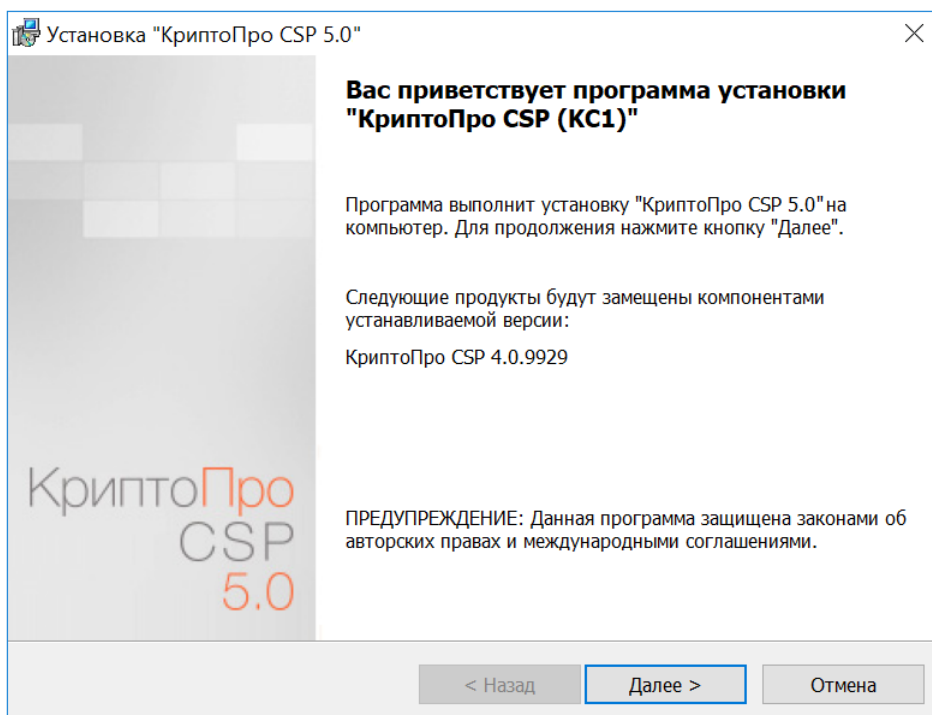 Установка "КриптоПро CSP 5.0"
Вас приветствует программа установки
"КриптоПро CSP (КС1)"
Программа выполнит установку "КриптоПро CSP 5.0" на
компьютер. Для продолжения нажмите кнопку "Далее".
Следующие продукты будут замещены компонентами
устанавливаемой версии:
КриптоПро CSP 4.0.9929
КриптоПро
CSP
5.0
ПРЕДУПРЕЖДЕНИЕ: Данная программа защищена законами об
авторских правах и международными соглашениями.
< Назад
Далее >
Отмена